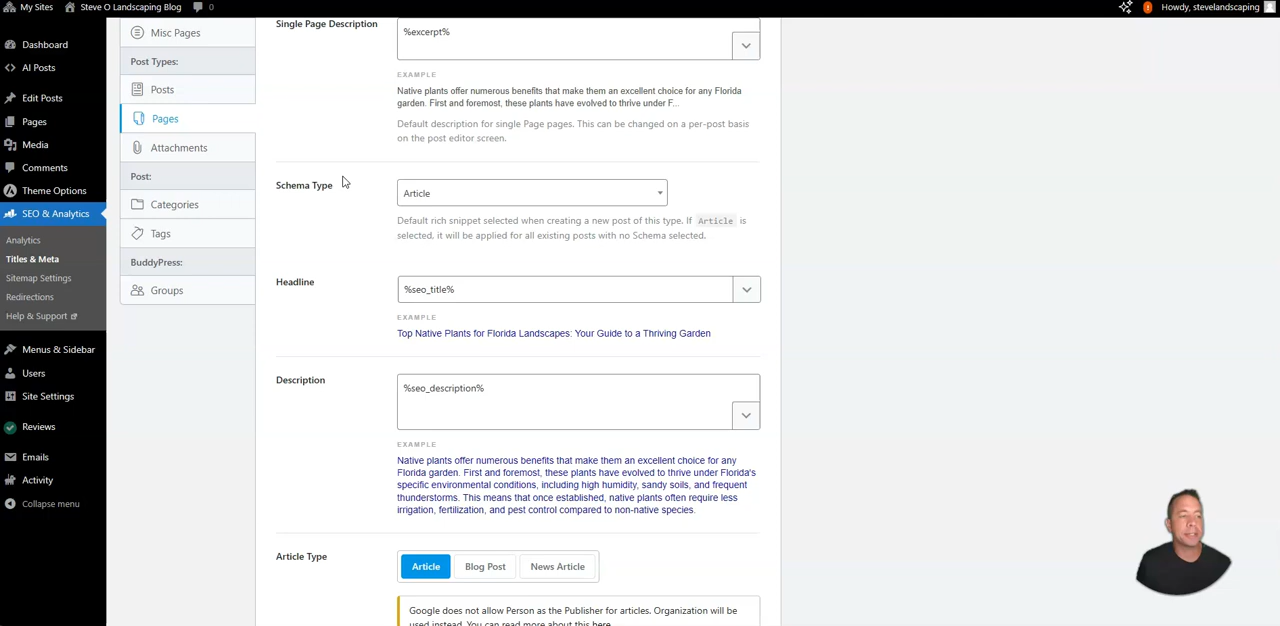 My Sites
Steve O Landscaping Blog
0
Howdy, stevelandscaping
Dashboard
AI Posts
Edit Posts
Pages
Media
Comments
Theme Options
SEO & Analytics
Analytics
Titles & Meta
Sitemap Settings
Redirections
Help & Support
Menus & Sidebar
Users
Site Settings
Reviews
Emails
Activity
Collapse menu
Misc Pages
Post Types:
Posts
Pages
Attachments
Post:
Categories
Tags
BuddyPress:
Groups
Single Page Description
%excerpt%
EXAMPLE
Native plants offer numerous benefits that make them an excellent choice for any Florida
garden. First and foremost, these plants have evolved to thrive under F...
Default description for single Page pages. This can be changed on a per-post basis
on the post editor screen.
Schema Type
Article
Default rich snippet selected when creating a new post of this type. If Article is
selected, it will be applied for all existing posts with no Schema selected.
Headline
%seo_title%
EXAMPLE
Top Native Plants for Florida Landscapes: Your Guide to a Thriving Garden
Description
%seo_description%
EXAMPLE
Native plants offer numerous benefits that make them an excellent choice for any
Florida garden. First and foremost, these plants have evolved to thrive under Florida's
specific environmental conditions, including high humidity, sandy soils, and frequent
thunderstorms. This means that once established, native plants often require less
irrigation, fertilization, and pest control compared to non-native species.
Article Type
Article
Blog Post
News Article
Google does not allow Person as the Publisher for articles. Organization will be
used instead. You can read more about this here.